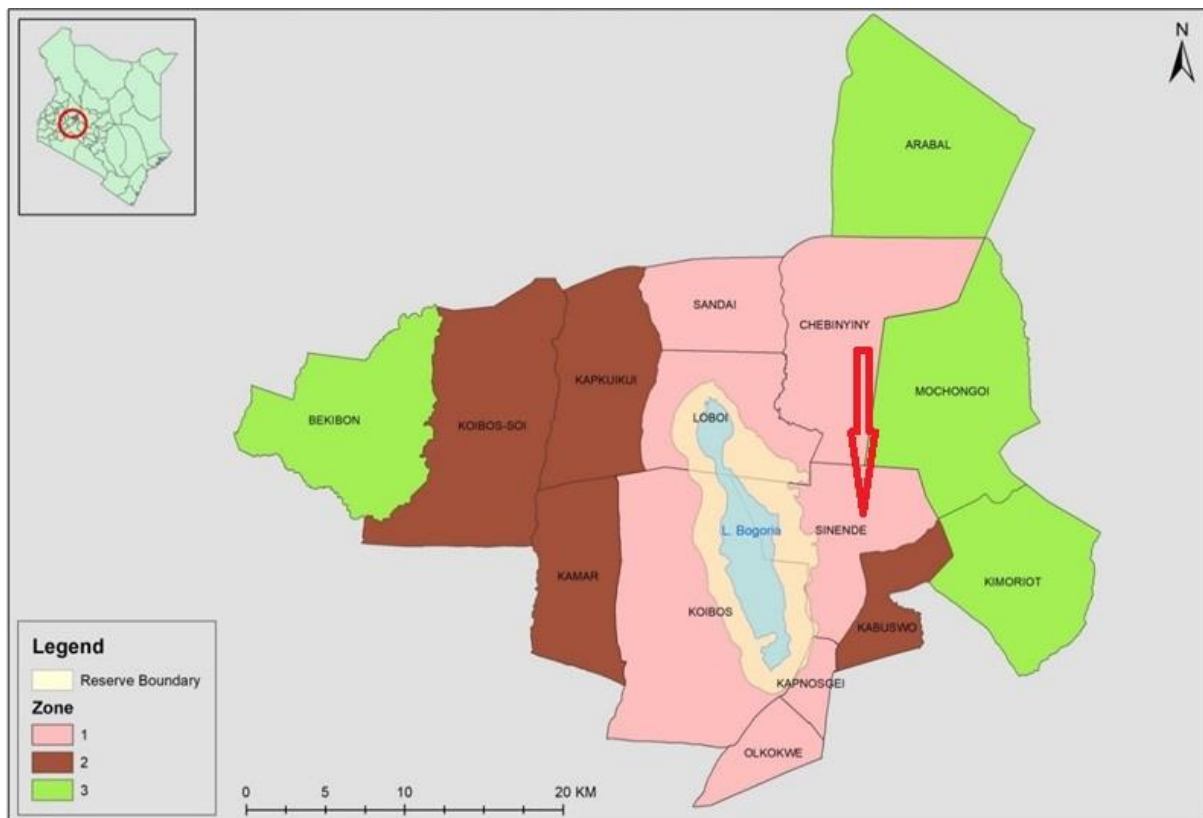 N
ARABAL
SANDAI
CHEBINYINY
KAPKUIKUI
MOCHONGOI
BEKIBON
KOIBOS-SOI
LOBOI
L. Bogoria
SINENDE
KAMAR
KIMORIOT
KOIBOS
KABUSWO
KAPNOSGEI
OLKOKWE
Legend
Reserve Boundary
Zone
1
2
3
0 5 10 20 KM